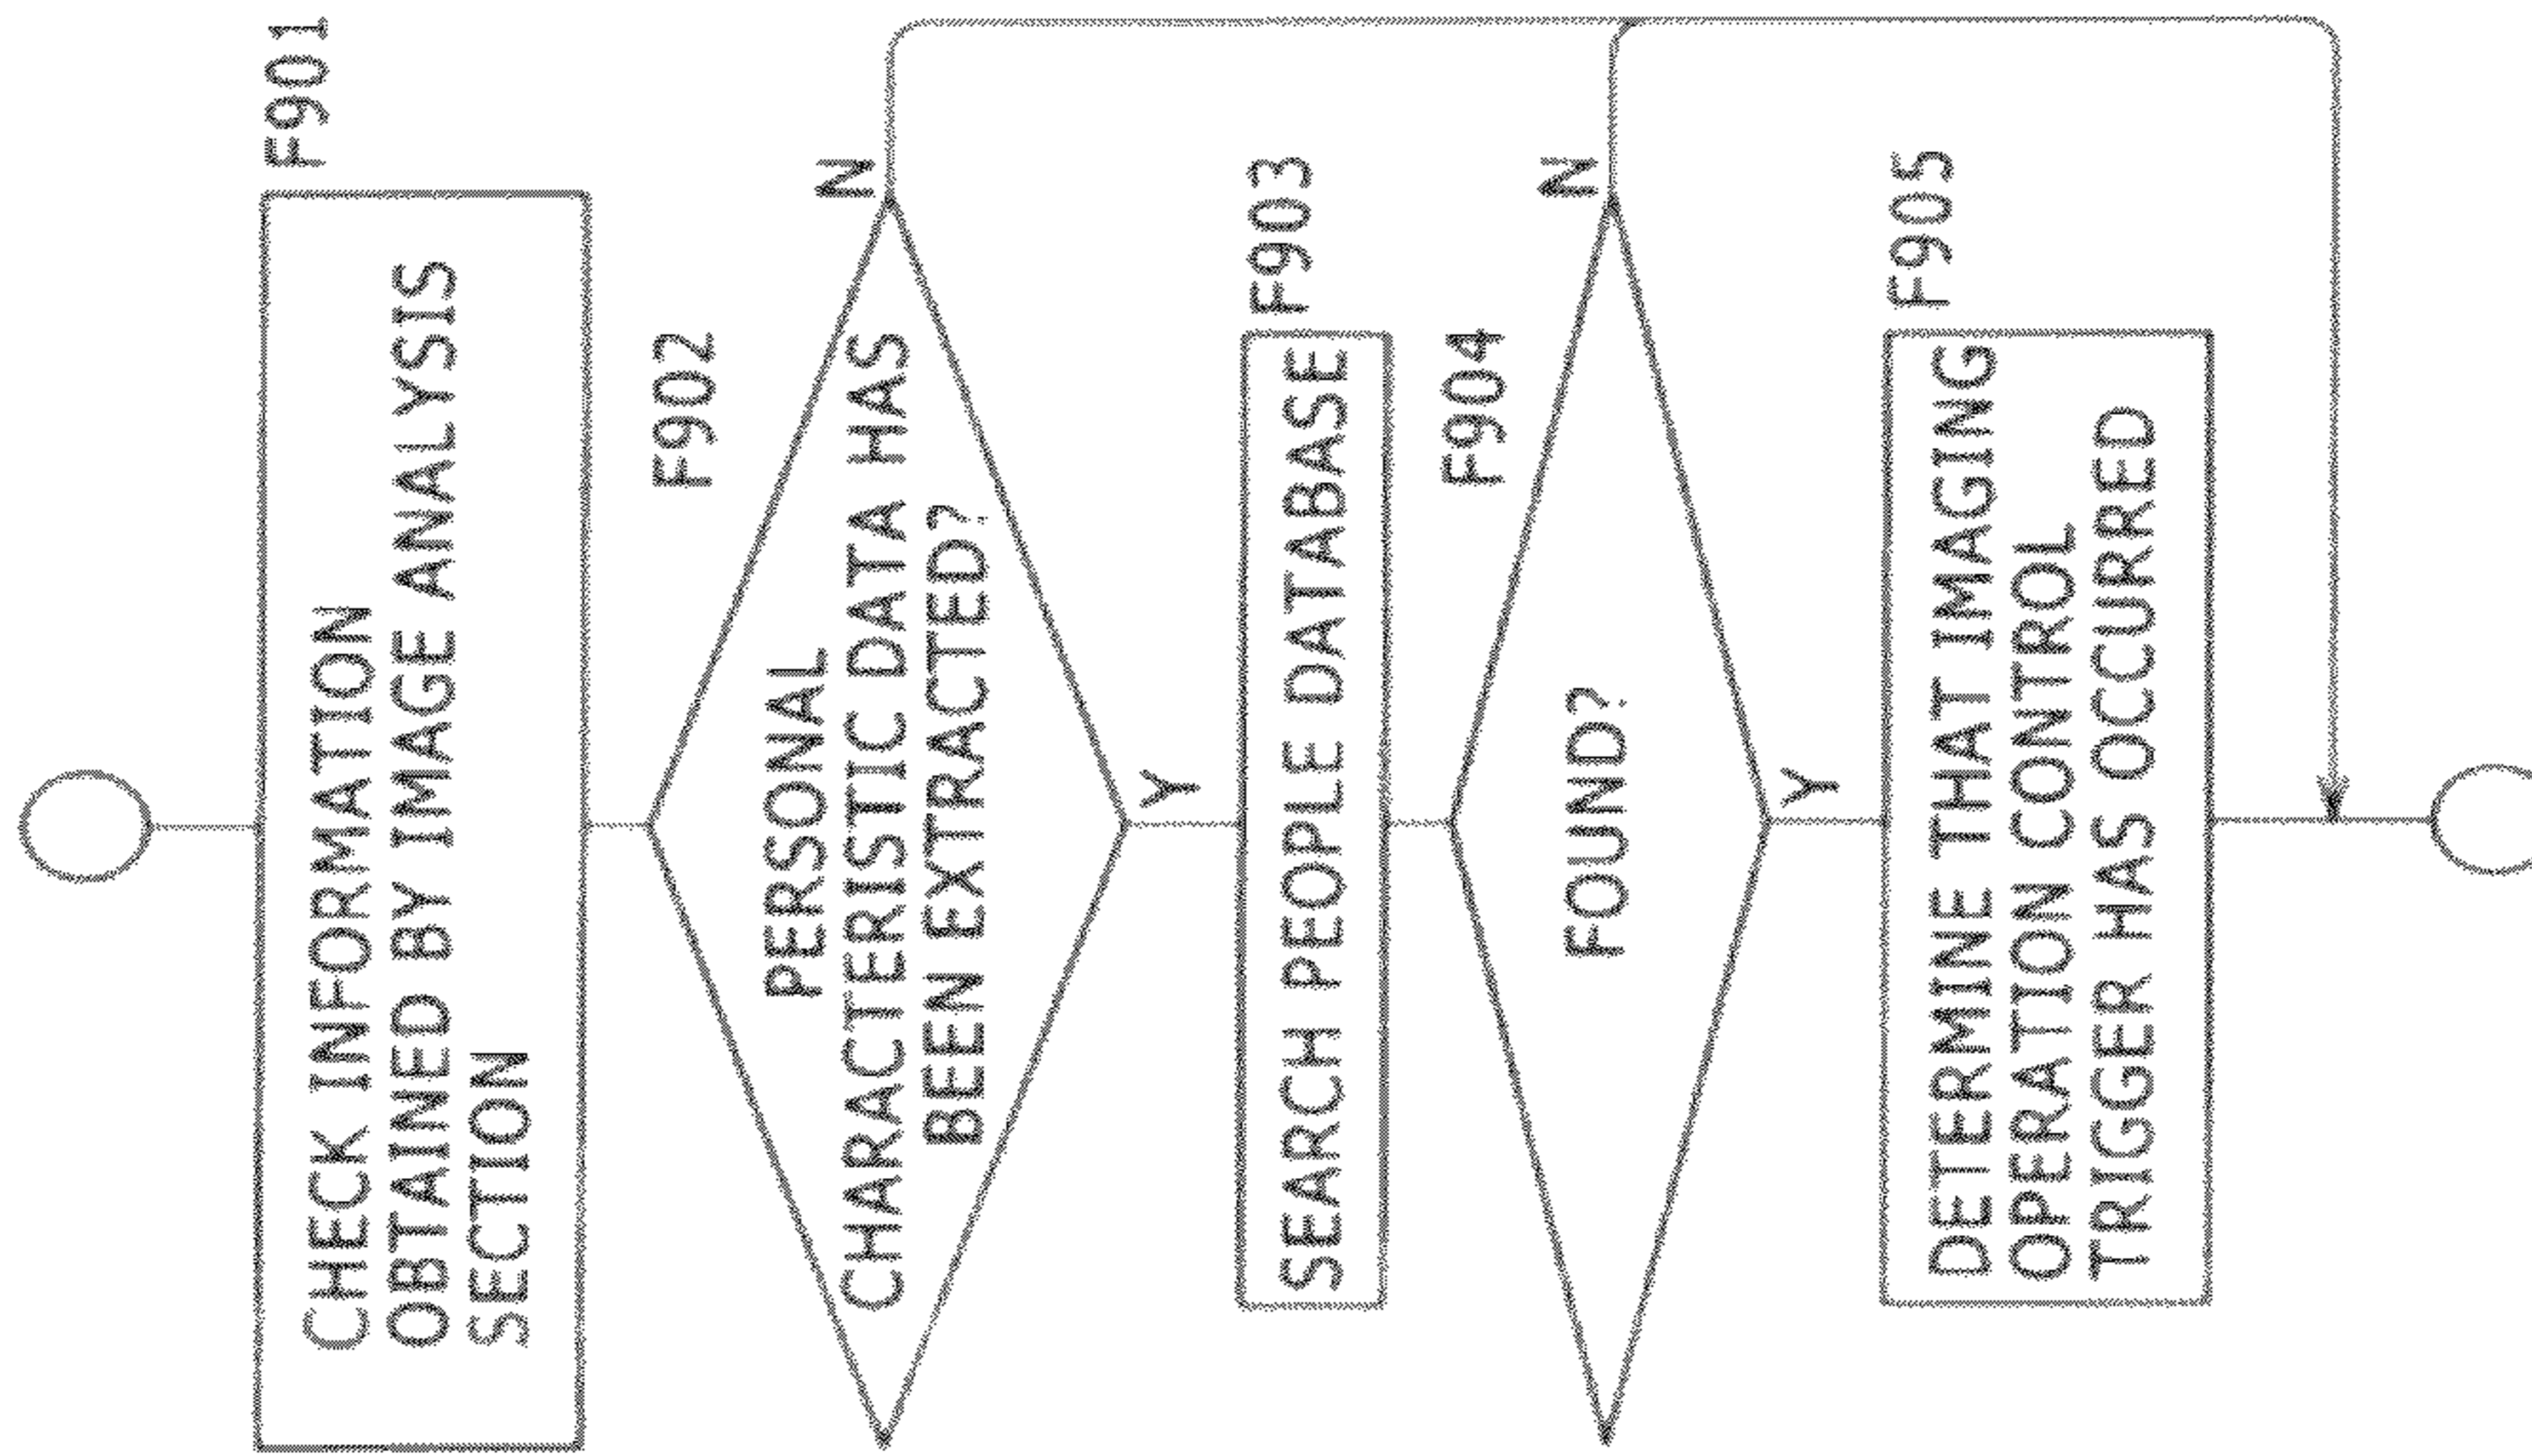 F901
CHECK INFORMATION
OBTAINED BY IMAGE ANALYSIS
SECTION
F902
PERSONAL
CHARACTERISTIC DATA HAS
BEEN EXTRACTED?
N
Y
F903
SEARCH PEOPLE DATABASE
F904
FOUND?
N
Y
F905
DETERMINE THAT IMAGING
OPERATION CONTROL
TRIGGER HAS OCCURRED